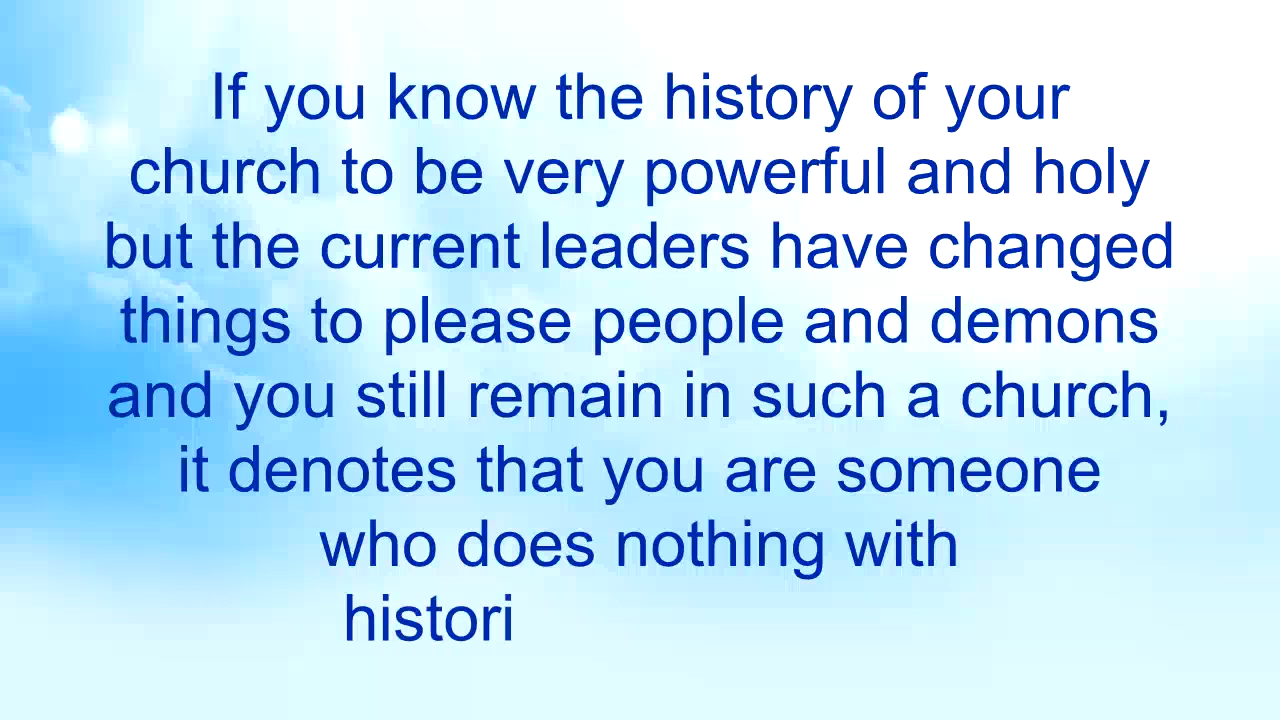 If you know the history of your
church to be very powerful and holy
but the current leaders have changed
things to please people and demons
and you still remain in such a church,
it denotes that you are someone
who does nothing with
histori